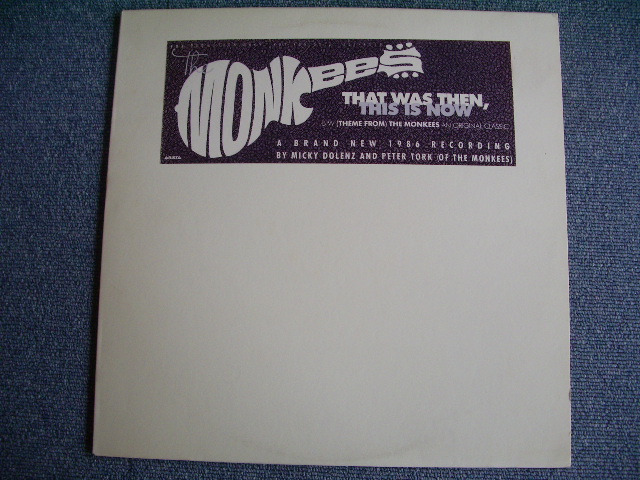 The
MONKEES
THAT WAS THEN,
THIS IS NOW
B/W (THEME FROM) THE MONKEES AN ORIGINAL CLASSIC
A BRAND NEW 1986 RECORDING
BY MICKY DOLENZ AND PETER TORK (OF THE MONKEES)
ARISTA